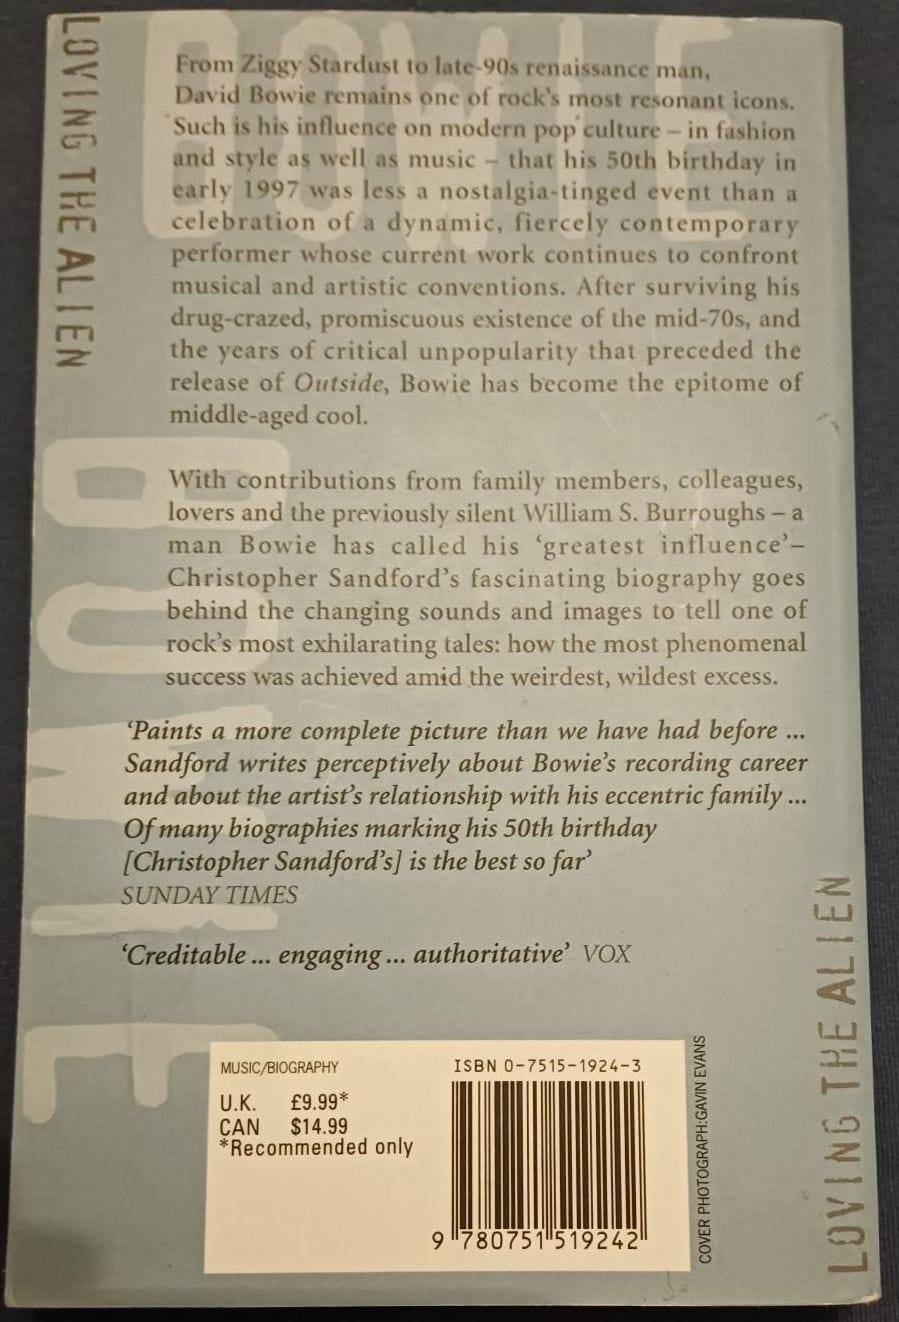 LOVING THE ALIEN
BOWIE
From Ziggy Stardust to late-90s renaissance man,
David Bowie remains one of rock's most resonant icons.
Such is his influence on modern pop culture – in fashion
and style as well as music – that his 50th birthday in
early 1997 was less a nostalgia-tinged event than a
celebration of a dynamic, fiercely contemporary
performer whose current work continues to confront
musical and artistic conventions. After surviving his
drug-crazed, promiscuous existence of the mid-70s, and
the years of critical unpopularity that preceded the
release of Outside, Bowie has become the epitome of
middle-aged cool.
BOWIE
With contributions from family members, colleagues,
lovers and the previously silent William S. Burroughs – a
man Bowie has called his 'greatest influence'–
Christopher Sandford's fascinating biography goes
behind the changing sounds and images to tell one of
rock's most exhilarating tales: how the most phenomenal
success was achieved amid the weirdest, wildest excess.
'Paints a more complete picture than we have had before ...
Sandford writes perceptively about Bowie's recording career
and about the artist's relationship with his eccentric family ...
Of many biographies marking his 50th birthday
[Christopher Sandford's] is the best so far'
SUNDAY TIMES
'Creditable ... engaging ... authoritative' VOX
MUSIC/BIOGRAPHY
U.K. £9.99*
CAN $14.99
*Recommended only
ISBN 0-7515-1924-3
9 780751 519242
COVER PHOTOGRAPH:GAVIN EVANS
LOVING THE ALIEN